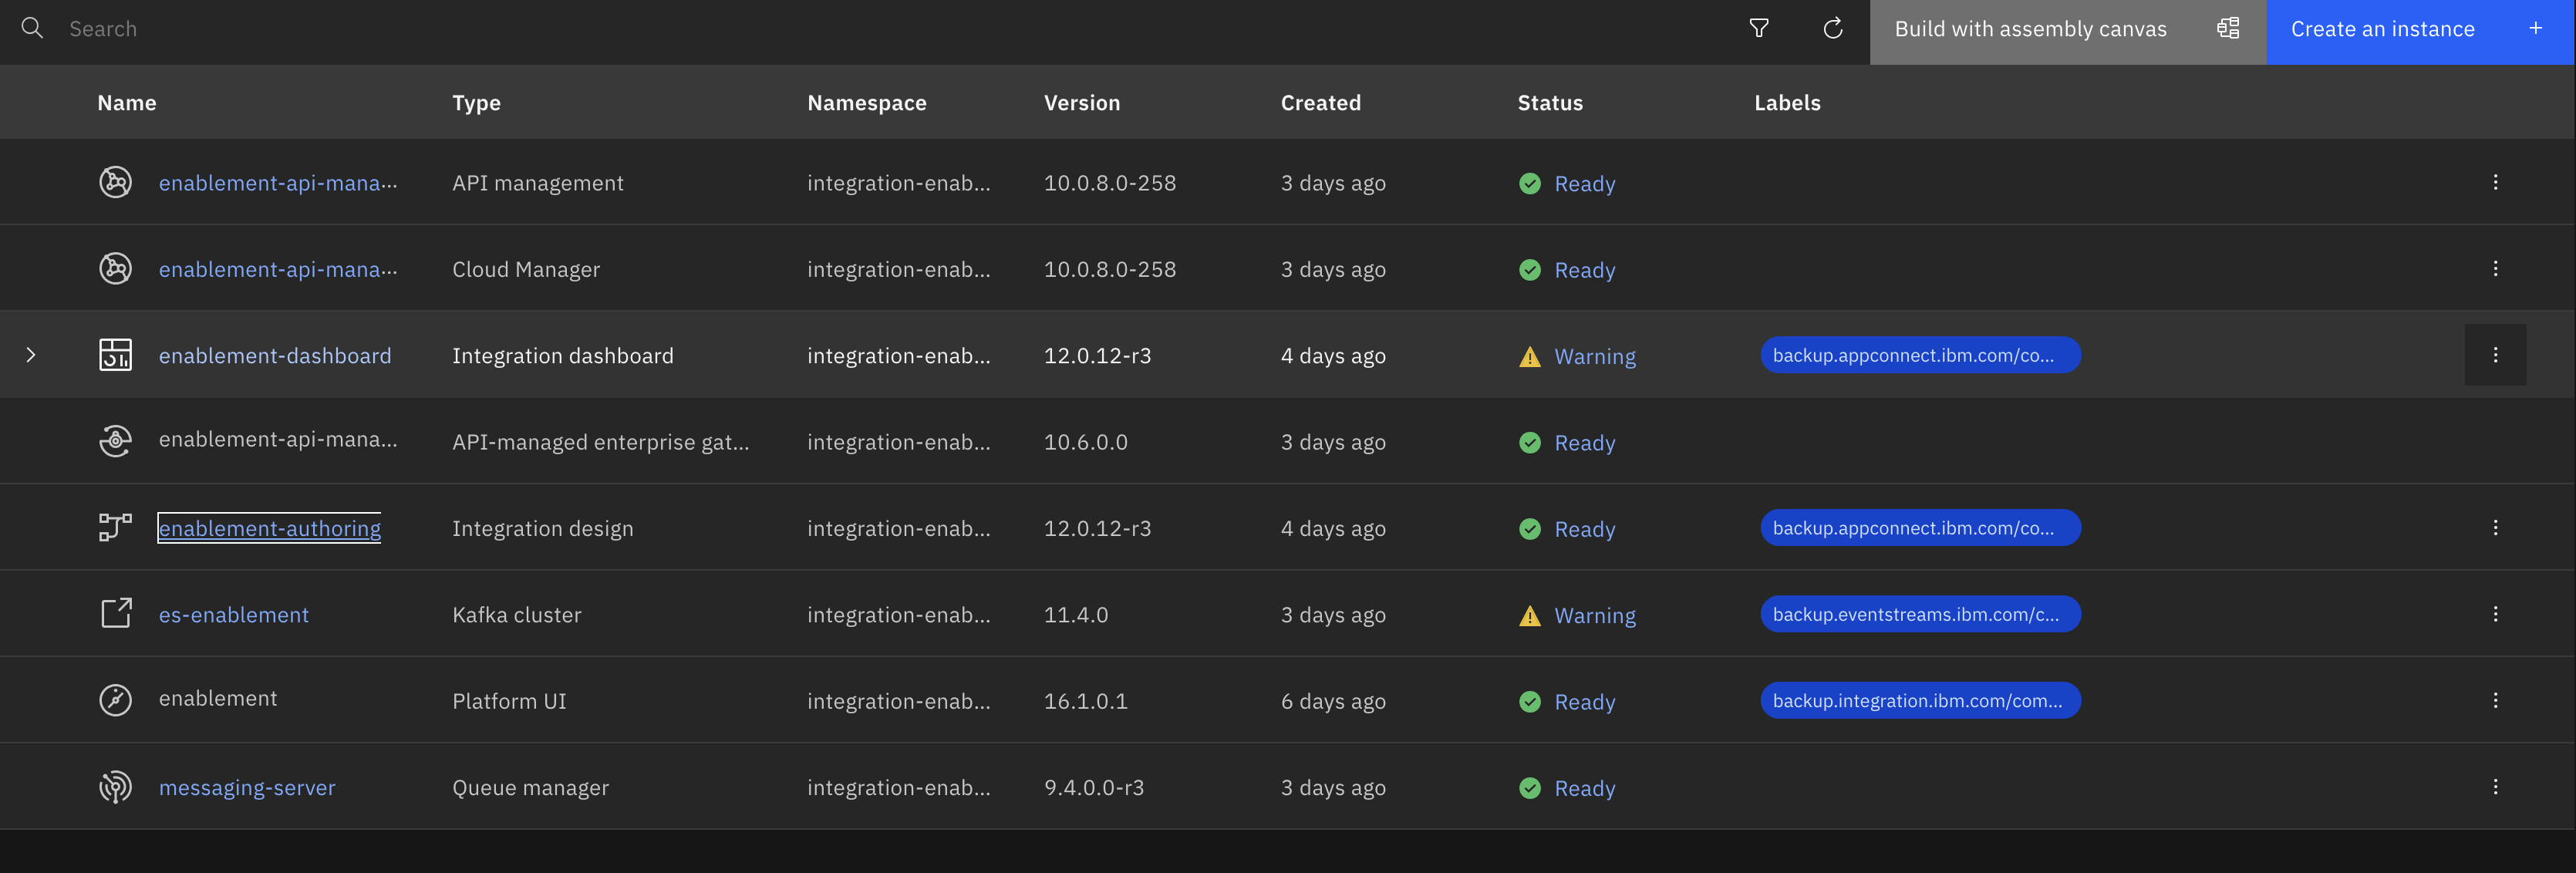 Search
Build with assembly canvas
Create an instance +
Name Type Namespace Version Created Status Labels
enablement-api-mana... API management integration-enab... 10.0.8.0-258 3 days ago Ready
enablement-api-mana... Cloud Manager integration-enab... 10.0.8.0-258 3 days ago Ready
enablement-dashboard Integration dashboard integration-enab... 12.0.12-r3 4 days ago Warning backup.appconnect.ibm.com/co...
enablement-api-mana... API-managed enterprise gat... integration-enab... 10.6.0.0 3 days ago Ready
enablement-authoring Integration design integration-enab... 12.0.12-r3 4 days ago Ready backup.appconnect.ibm.com/co...
es-enablement Kafka cluster integration-enab... 11.4.0 3 days ago Warning backup.eventstreams.ibm.com/c...
enablement Platform UI integration-enab... 16.1.0.1 6 days ago Ready backup.integration.ibm.com/com...
messaging-server Queue manager integration-enab... 9.4.0.0-r3 3 days ago Ready